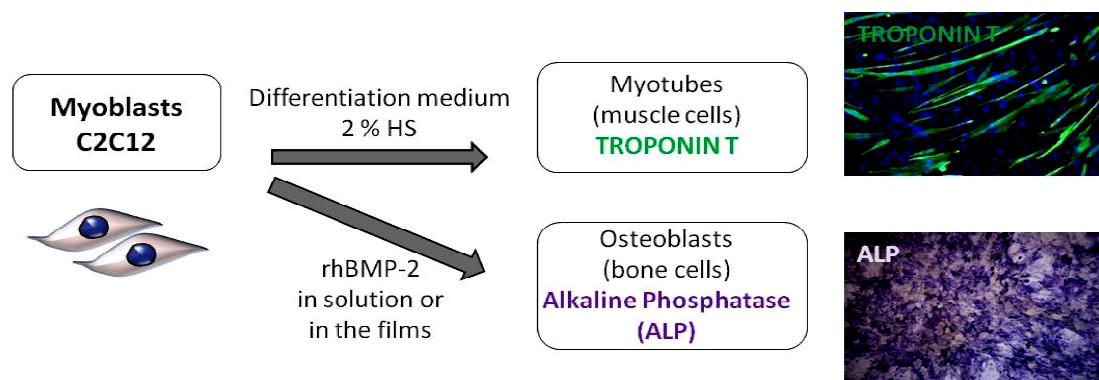 Myoblasts
C2C12
Differentiation medium
2 % HS
Myotubes
(muscle cells)
TROPONIN T
TROPONIN T
rhBMP-2
in solution or
in the films
Osteoblasts
(bone cells)
Alkaline Phosphatase
(ALP)
ALP